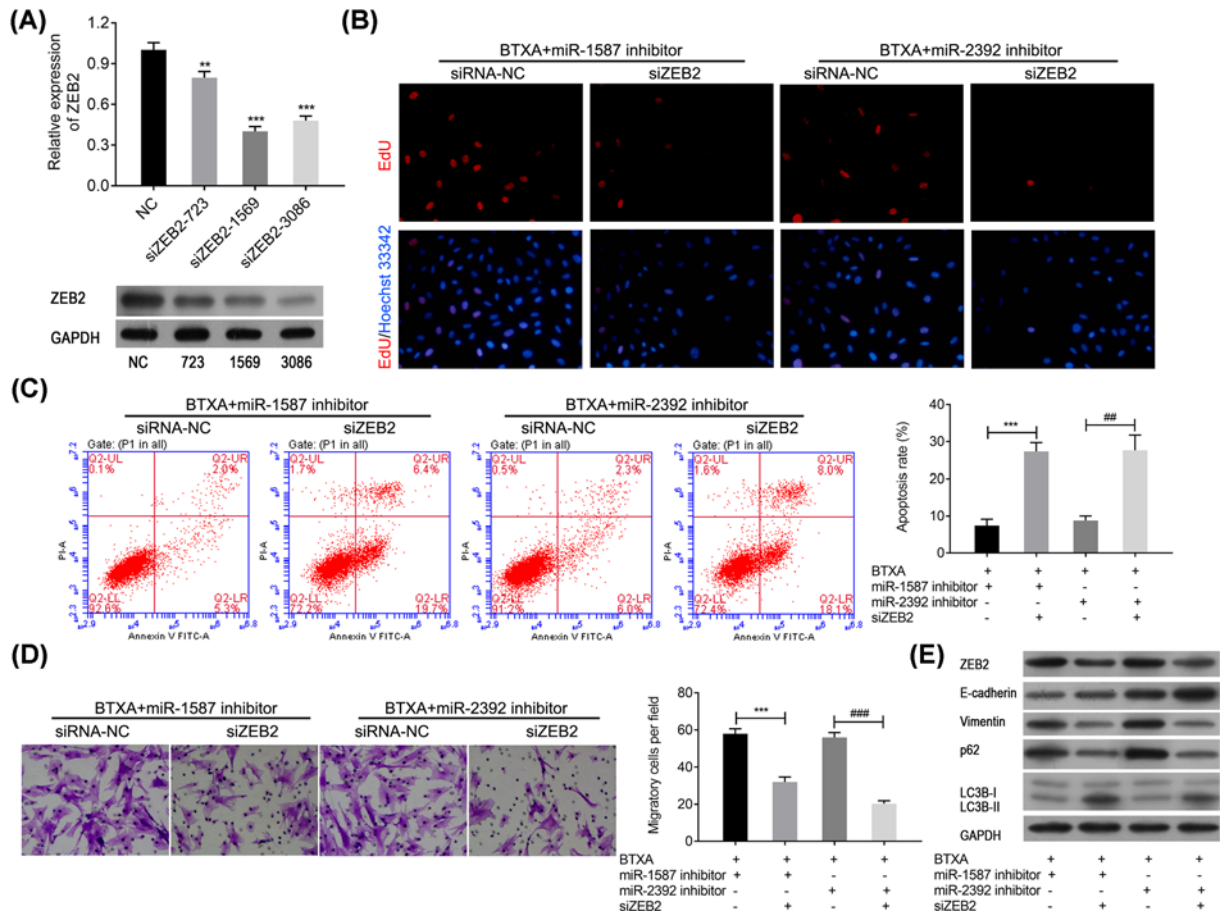 (A)
Relative expression
of ZEB2
1.2
0.9
0.6
0.3
0.0
**
***
***
NC
siZEB2-723
siZEB2-1569
siZEB2-3086
ZEB2
GAPDH
NC 723 1569 3086
(B)
BTXA+miR-1587 inhibitor BTXA+miR-2392 inhibitor
siRNA-NC siZEB2 siRNA-NC siZEB2
EdU
EdU/Hoechst 33342
(C)
BTXA+miR-1587 inhibitor BTXA+miR-2392 inhibitor
siRNA-NC siZEB2 siRNA-NC siZEB2
Gate: (P1 in all)
Q2-UL Q2-UR
0.1% 2.0%
Q2-LL Q2-LR
92.6% 5.3%
PI-A
Annexin V FITC-A
Gate: (P1 in all)
Q2-UL Q2-UR
1.7% 6.4%
Q2-LL Q2-LR
72.2% 19.7%
PI-A
Annexin V FITC-A
Gate: (P1 in all)
Q2-UL Q2-UR
0.5% 2.3%
Q2-LL Q2-LR
91.2% 6.0%
PI-A
Annexin V FITC-A
Gate: (P1 in all)
Q2-UL Q2-UR
1.6% 8.0%
Q2-LL Q2-LR
72.4% 18.1%
PI-A
Annexin V FITC-A
Apoptosis rate (%)
40
30
20
10
0
*** ##
BTXA + + + +
miR-1587 inhibitor + + - -
miR-2392 inhibitor - - + +
siZEB2 - + - +
(D)
BTXA+miR-1587 inhibitor BTXA+miR-2392 inhibitor
siRNA-NC siZEB2 siRNA-NC siZEB2
Migratory cells per field
80
60
40
20
0
*** ###
BTXA + + + +
miR-1587 inhibitor + + - -
miR-2392 inhibitor - - + +
siZEB2 - + - +
(E)
ZEB2
E-cadherin
Vimentin
p62
LC3B-I
LC3B-II
GAPDH
BTXA + + + +
miR-1587 inhibitor + + - -
miR-2392 inhibitor - - + +
siZEB2 - + - +